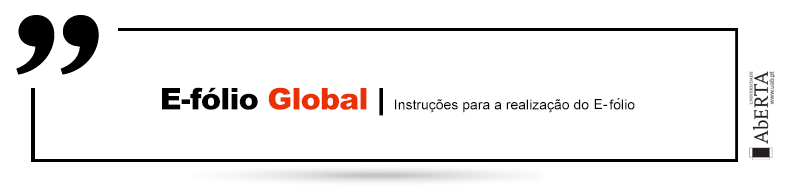 E-fólio Global | Instruções para a realização do E-fólio
UNIVERSIDADE
AbERTA
www.uab.pt